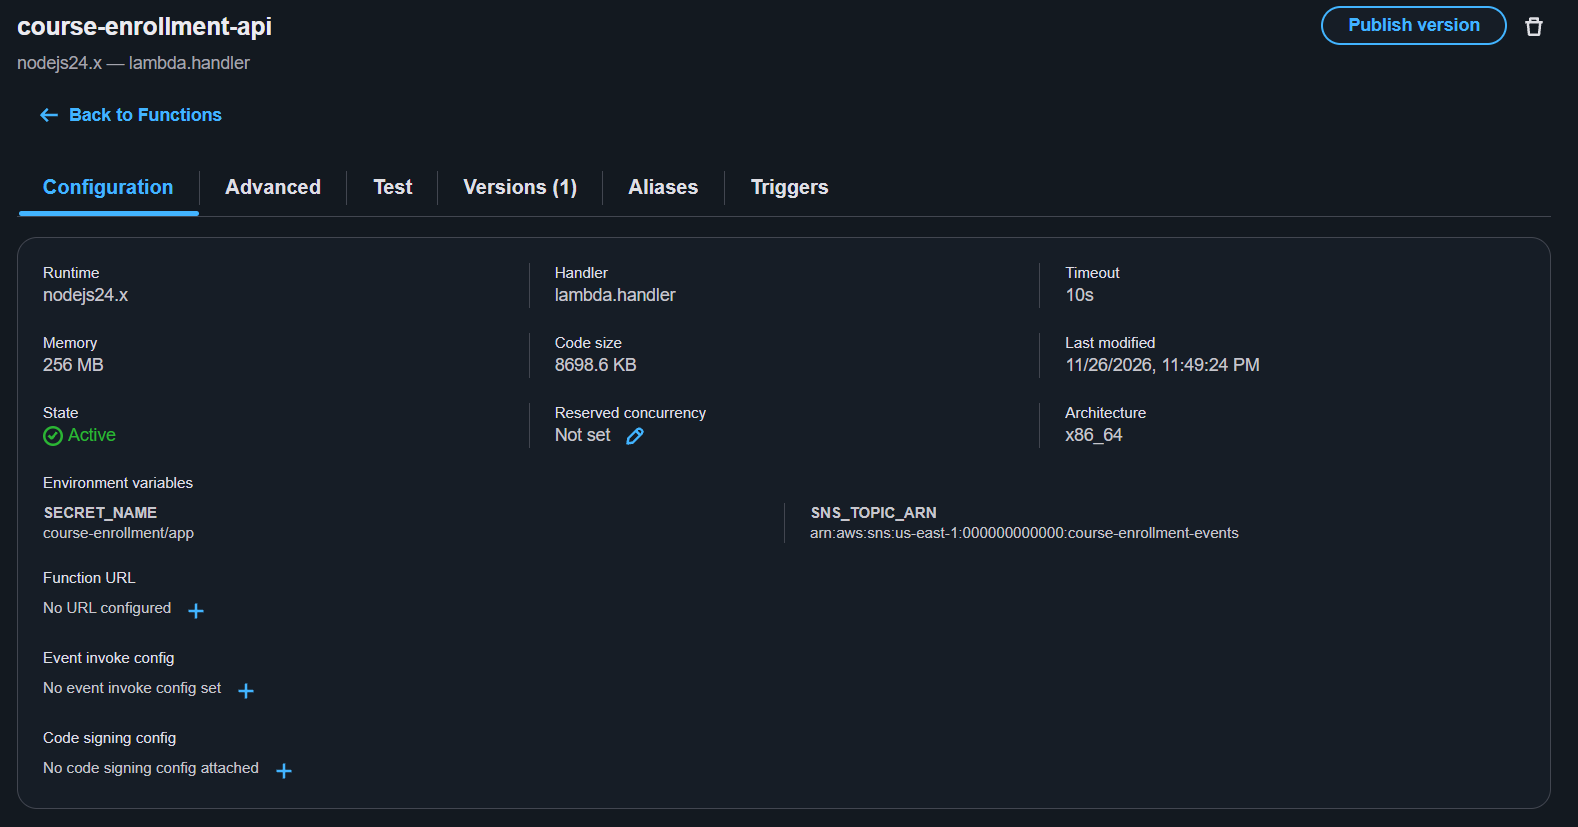 course-enrollment-api
Publish version
nodejs24.x — lambda.handler
Back to Functions
Configuration
Advanced
Test
Versions (1)
Aliases
Triggers
Runtime
nodejs24.x
Handler
lambda.handler
Timeout
10s
Memory
256 MB
Code size
8698.6 KB
Last modified
11/26/2026, 11:49:24 PM
State
Active
Reserved concurrency
Not set
Architecture
x86_64
Environment variables
SECRET_NAME
course-enrollment/app
SNS_TOPIC_ARN
arn:aws:sns:us-east-1:000000000000:course-enrollment-events
Function URL
No URL configured
Event invoke config
No event invoke config set
Code signing config
No code signing config attached